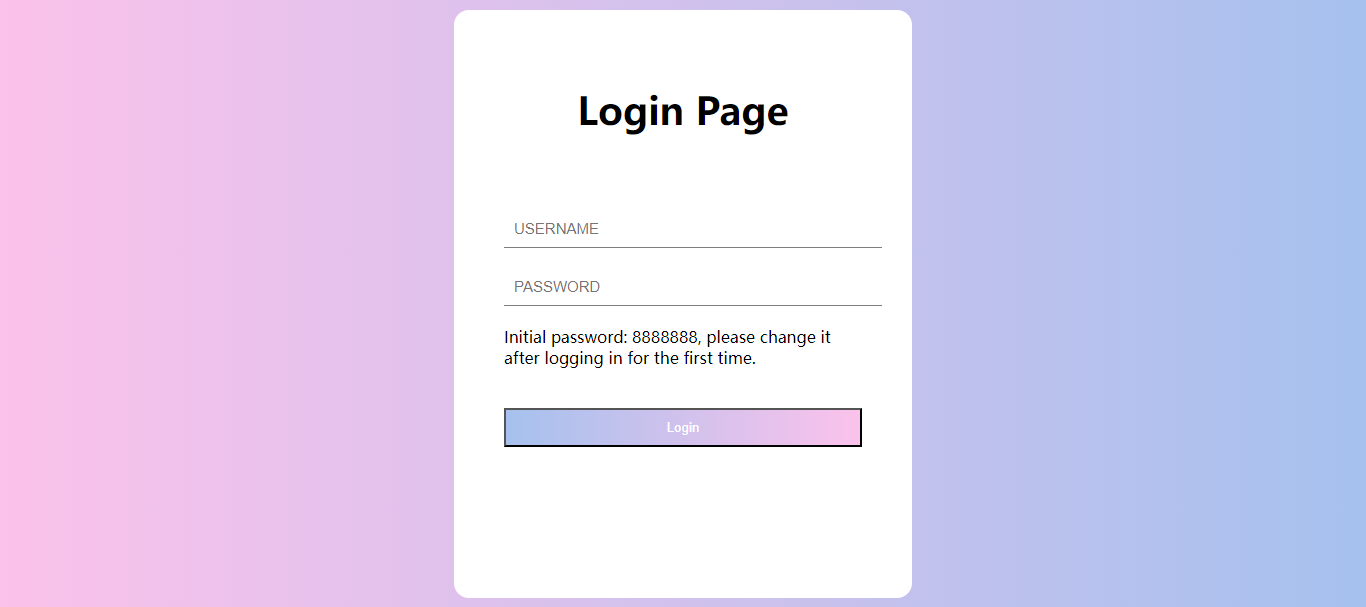 Login Page
USERNAME
PASSWORD
Initial password: 8888888, please change it
after logging in for the first time.
Login